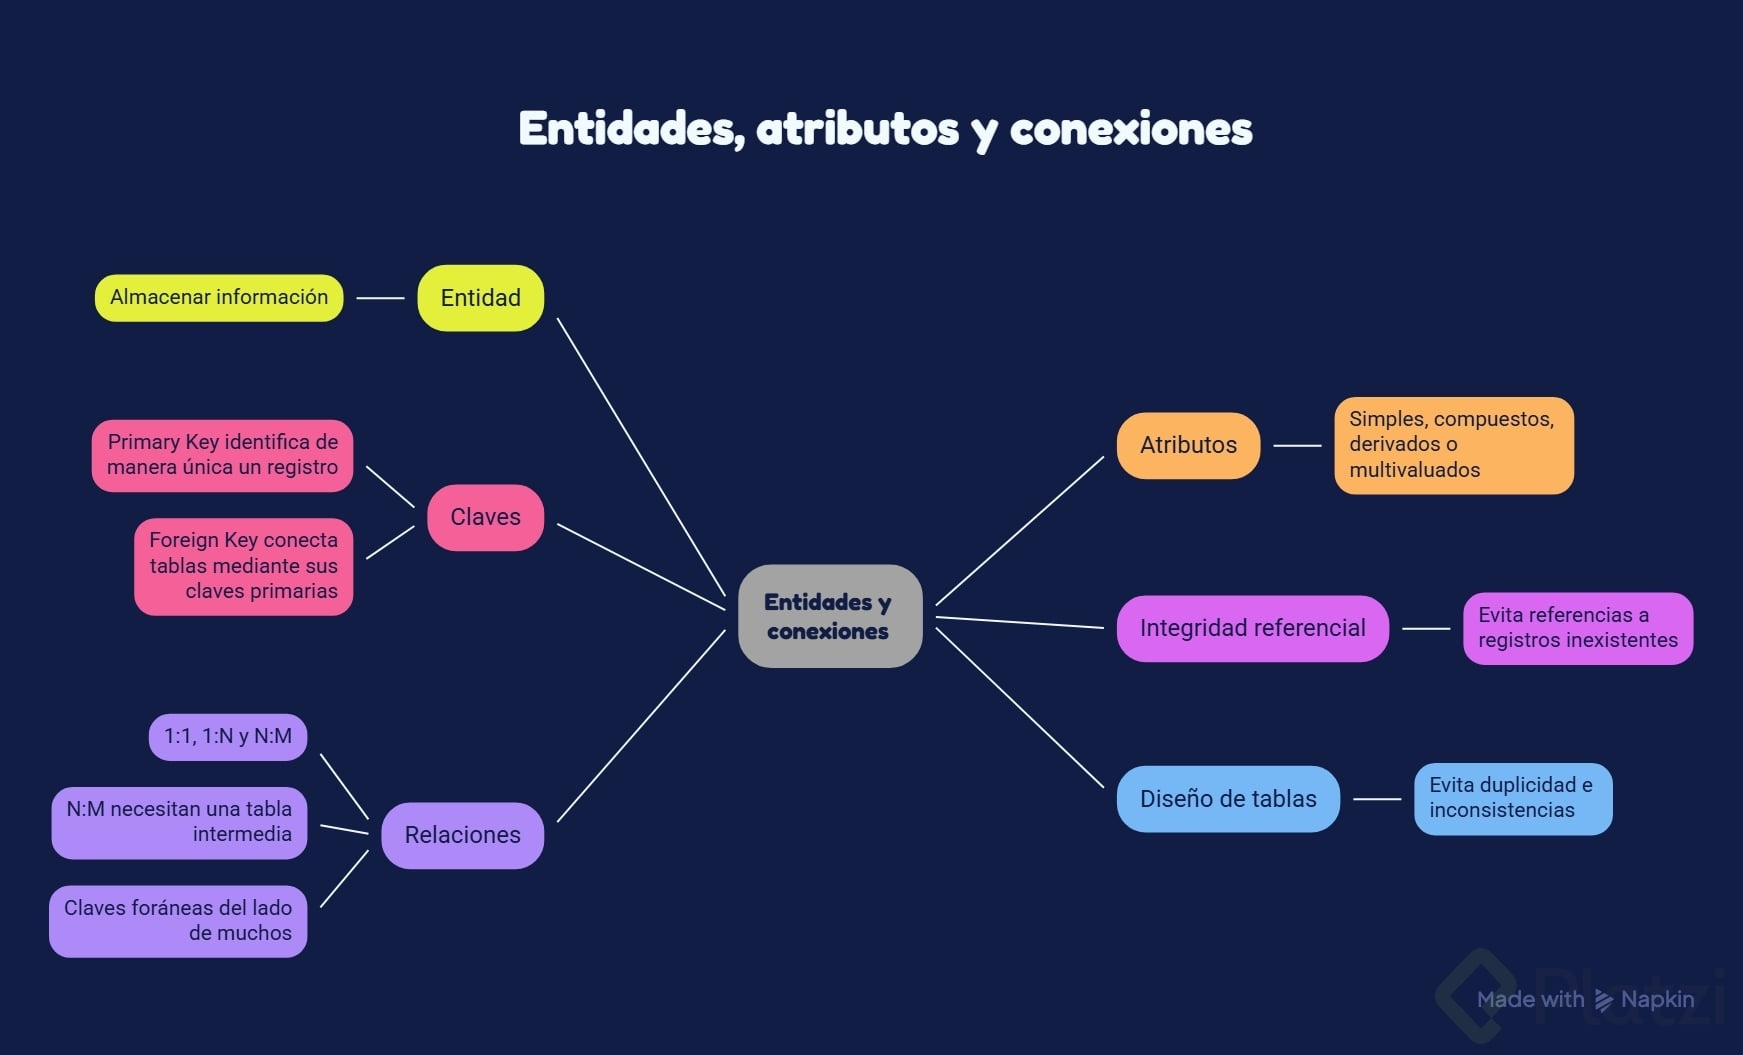 Entidades, atributos y conexiones
Almacenar información
Entidad
Primary Key identifica de
manera única un registro
Foreign Key conecta
tablas mediante sus
claves primarias
Claves
1:1, 1:N y N:M
N:M necesitan una tabla
intermedia
Claves foráneas del lado
de muchos
Relaciones
Entidades y
conexiones
Atributos
Simples, compuestos,
derivados o
multivaluados
Integridad referencial
Evita referencias a
registros inexistentes
Diseño de tablas
Evita duplicidad e
inconsistencias
Platzi
Made with Napkin